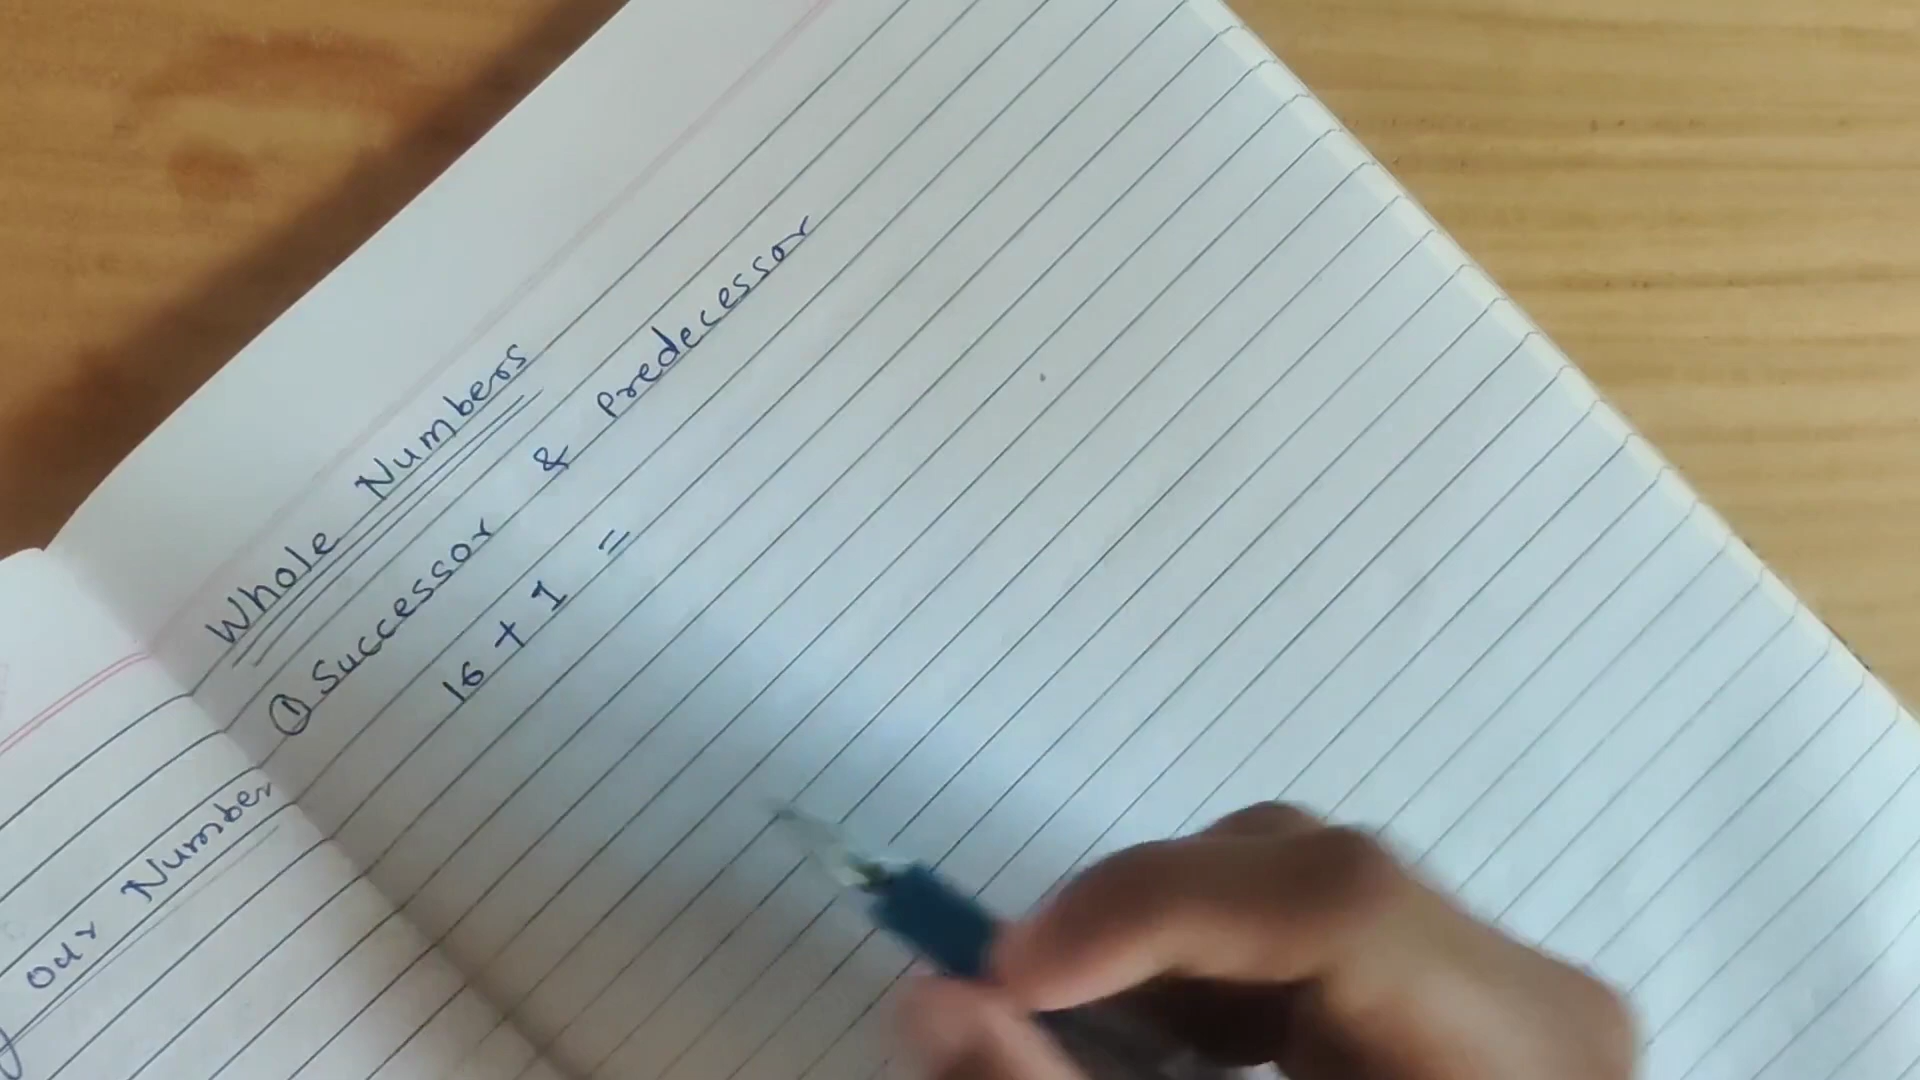 Whole Numbers
① Successor & Predecessor
16 + 1 =
our Number